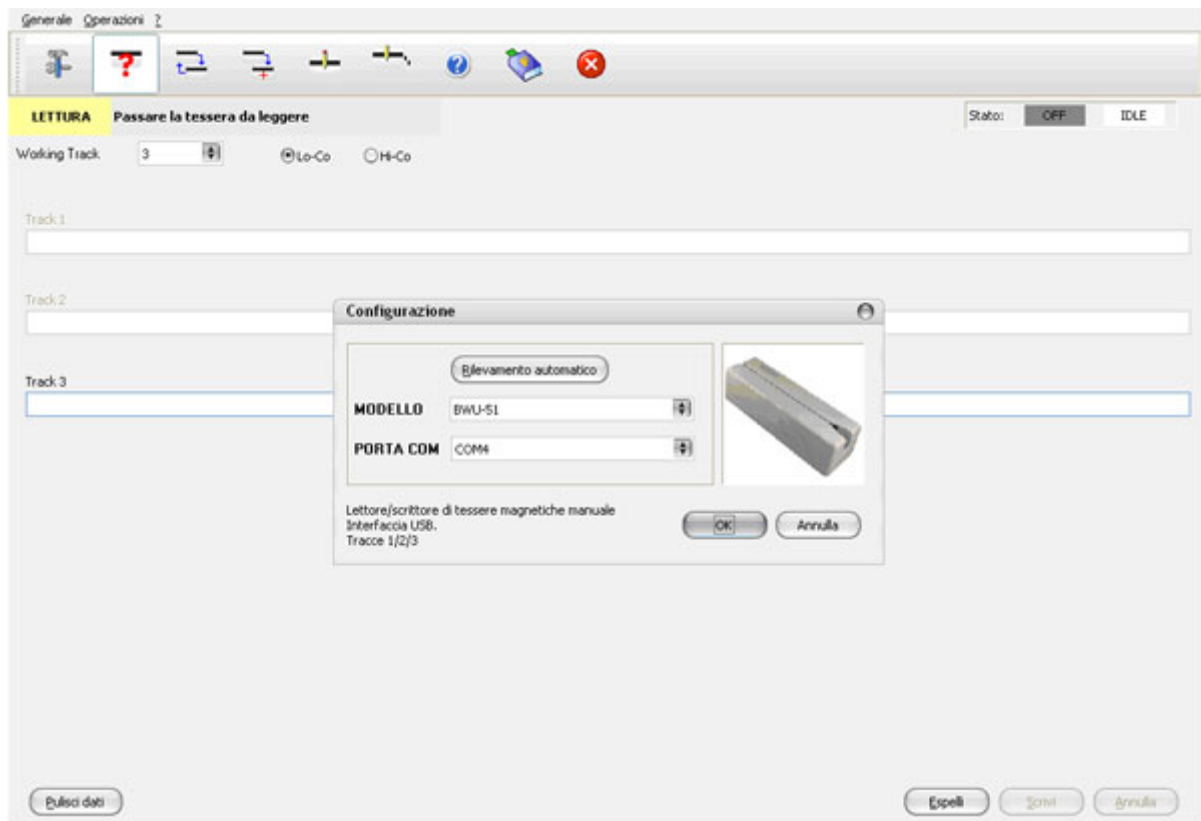 Generale Operazioni ?
LETTURA Passare la tessera da leggere Stato: OFF IDLE
Working Track 3 Lo-Co Hi-Co
Track 1
Track 2
Track 3
Configurazione
Rilevamento automatico
MODELLO BWU-S1
PORTA COM COM4
Lettore/scrittore di tessere magnetiche manuale
Interfaccia USB.
Tracce 1/2/3
OK Annulla
Pulisci dati Espelli Scrivi Annulla